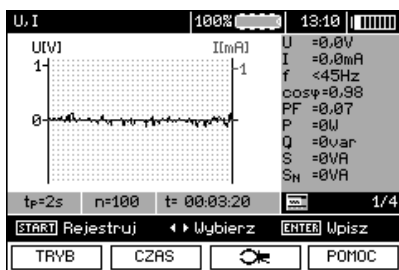 U,I 100% 13:10
U[V] I[mA]
1 1
0
U =0,0V
I =0,0mA
f <45Hz
cosφ=0,98
PF =0,07
P =0W
Q =0var
S =0VA
SN =0VA
tP=2s n=100 t= 00:03:20 1/4
START Rejestruj Wybierz ENTER Wpisz
TRYB CZAS POMOC